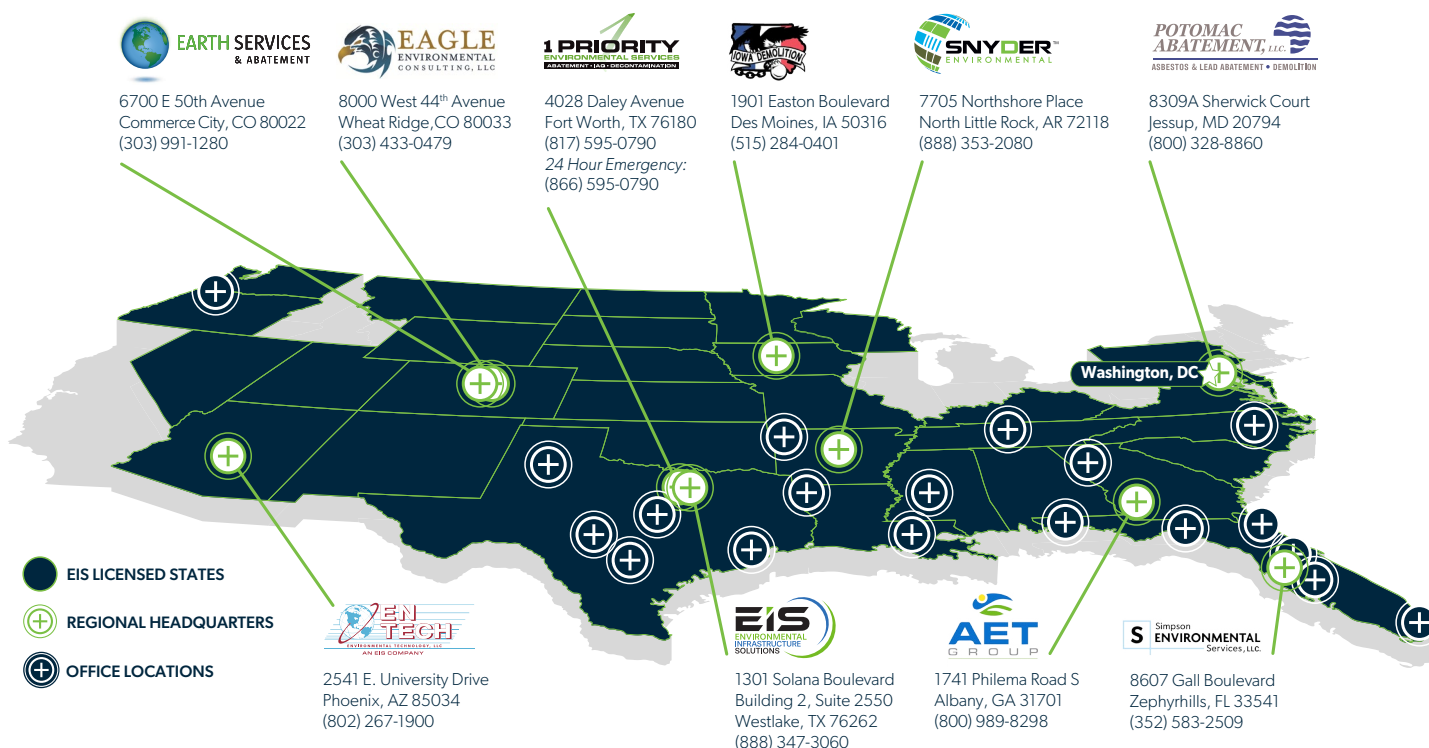 EARTH SERVICES
& ABATEMENT
6700 E 50th Avenue
Commerce City, CO 80022
(303) 991-1280
EAGLE
ENVIRONMENTAL
CONSULTING, LLC
8000 West 44th Avenue
Wheat Ridge,CO 80033
(303) 433-0479
1 PRIORITY
ENVIRONMENTAL SERVICES
ABATEMENT • IAQ • DECONTAMINATION
4028 Daley Avenue
Fort Worth, TX 76180
(817) 595-0790
24 Hour Emergency:
(866) 595-0790
IOWA DEMOLITION
1901 Easton Boulevard
Des Moines, IA 50316
(515) 284-0401
SNYDER™
ENVIRONMENTAL
7705 Northshore Place
North Little Rock, AR 72118
(888) 353-2080
POTOMAC
ABATEMENT, LLC.
ASBESTOS & LEAD ABATEMENT • DEMOLITION
8309A Sherwick Court
Jessup, MD 20794
(800) 328-8860
Washington, DC
EIS LICENSED STATES
REGIONAL HEADQUARTERS
OFFICE LOCATIONS
EN
TECH
ENVIRONMENTAL TECHNOLOGY, LLC
AN EIS COMPANY
2541 E. University Drive
Phoenix, AZ 85034
(802) 267-1900
EIS
ENVIRONMENTAL
INFRASTRUCTURE
SOLUTIONS
1301 Solana Boulevard
Building 2, Suite 2550
Westlake, TX 76262
(888) 347-3060
AET
GROUP
1741 Philema Road S
Albany, GA 31701
(800) 989-8298
S
Simpson
ENVIRONMENTAL
Services, LLC.
8607 Gall Boulevard
Zephyrhills, FL 33541
(352) 583-2509